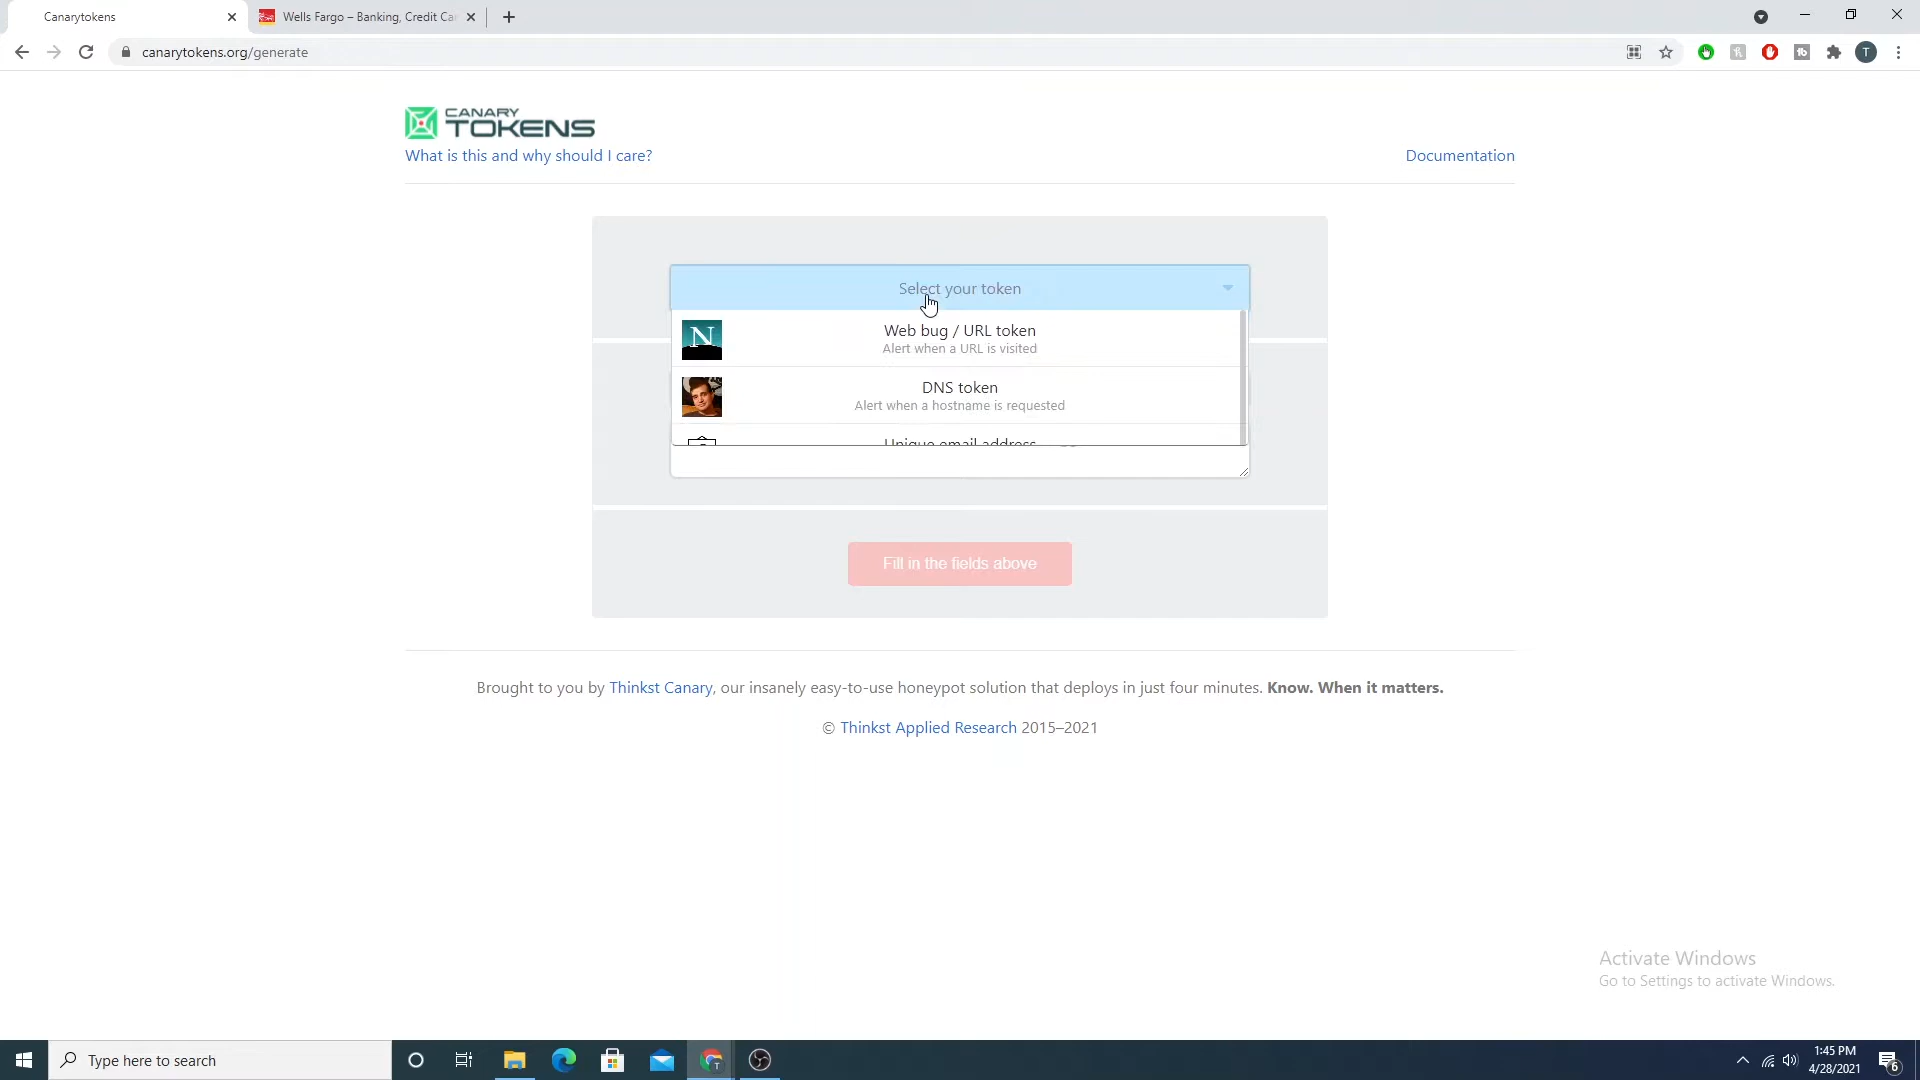 Canarytokens
Wells Fargo – Banking, Credit Ca
canarytokens.org/generate
T
CANARY
TOKENS
What is this and why should I care?
Documentation
Select your token
N
Web bug / URL token
Alert when a URL is visited
DNS token
Alert when a hostname is requested
Unique email address
Fill in the fields above
Brought to you by Thinkst Canary, our insanely easy-to-use honeypot solution that deploys in just four minutes. Know. When it matters.
© Thinkst Applied Research 2015–2021
Activate Windows
Go to Settings to activate Windows.
Type here to search
T
1:45 PM
4/28/2021
6